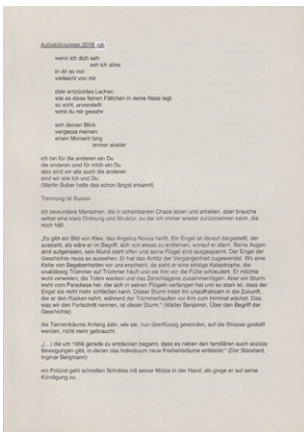 Aufzeichnungen 2018, ph
wenn ich dich seh
seh ich alles
in dir so viel
vielleicht von mir
dein entzücktes Lachen
wie es diese feinen Fältchen in deine Nase legt
so echt, unverstellt
wirst du mir gewahr
seh deinen Blick
vergesse meinen
einen Moment lang
immer wieder
ich bin für die anderen ein Du
die anderen sind für mich ein Du
also sind wir alle auch die anderen
sind wir alle Ich und Du
(Martin Buber hatte das schon längst erkannt)
Trennung ist Illusion
Ich bewundere Menschen, die in scheinbarem Chaos leben und arbeiten, aber brauche
selbst eine klare Ordnung und Struktur, zu der ich immer wieder zurückkehren kann, die
mich hält.
„Es gibt ein Bild von Klee, das Angelus Novus heißt. Ein Engel ist darauf dargestellt, der
aussieht, als wäre er im Begriff, sich von etwas zu entfernen, worauf er starrt. Seine Augen
sind aufgerissen, sein Mund steht offen und seine Flügel sind ausgespannt. Der Engel der
Geschichte muss so aussehen. Er hat das Antlitz der Vergangenheit zugewendet. Wo eine
Kette von Begebenheiten vor uns erscheint, da sieht er eine einzige Katastrophe, die
unablässig Trümmer auf Trümmer häuft und sie ihm vor die Füße schleudert. Er möchte
wohl verweilen, die Toten wecken und das Zerschlagene zusammenfügen. Aber ein Sturm
weht vom Paradiese her, der sich in seinen Flügeln verfangen hat und so stark ist, dass der
Engel sie nicht mehr schließen kann. Dieser Sturm treibt ihn unaufhaltsam in die Zukunft,
der er den Rücken kehrt, während der Trümmerhaufen vor ihm zum Himmel wächst. Das,
was wir den Fortschritt nennen, ist dieser Sturm.“ (Walter Benjamin, Über den Begriff der
Geschichte)
die Tannenbäume Anfang Jahr, wie sie, nun überflüssig geworden, auf die Strasse gestellt
werden, nicht mehr gebraucht.
„(...) die um 1968 gerade zu entdecken begann, dass es neben den familiären auch soziale
Bewegungen gibt, in denen das Individuum neue Freiheitsräume entdeckt.“ (Der Standard,
Ingmar Bergmann)
ein Polizist geht schnellen Schrittes mit seiner Mütze in der Hand, als ginge er auf seine
Kündigung zu.